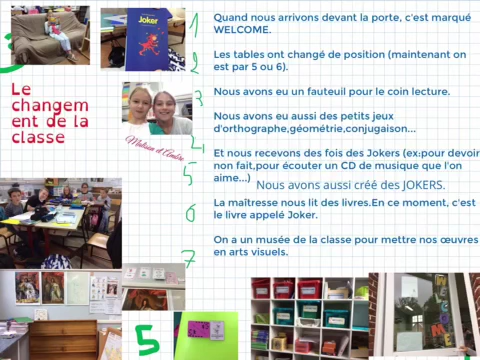 Joker
3
Le
changem
ent de la
classe
Malissa et Andréa
1
Quand nous arrivons devant la porte, c'est marqué
WELCOME.
2
Les tables ont changé de position (maintenant on
est par 5 ou 6).
3
Nous avons eu un fauteuil pour le coin lecture.
Nous avons eu aussi des petits jeux
d'orthographe,géométrie,conjugaison...
4
Et nous recevons des fois des Jokers (ex:pour devoir
non fait,pour écouter un CD de musique que l'on
aime...)
5
Nous avons aussi créé des JOKERS.
6
La maîtresse nous lit des livres.En ce moment, c'est
le livre appelé Joker.
7
On a un musée de la classe pour mettre nos œuvres
en arts visuels.
5
WELCOME